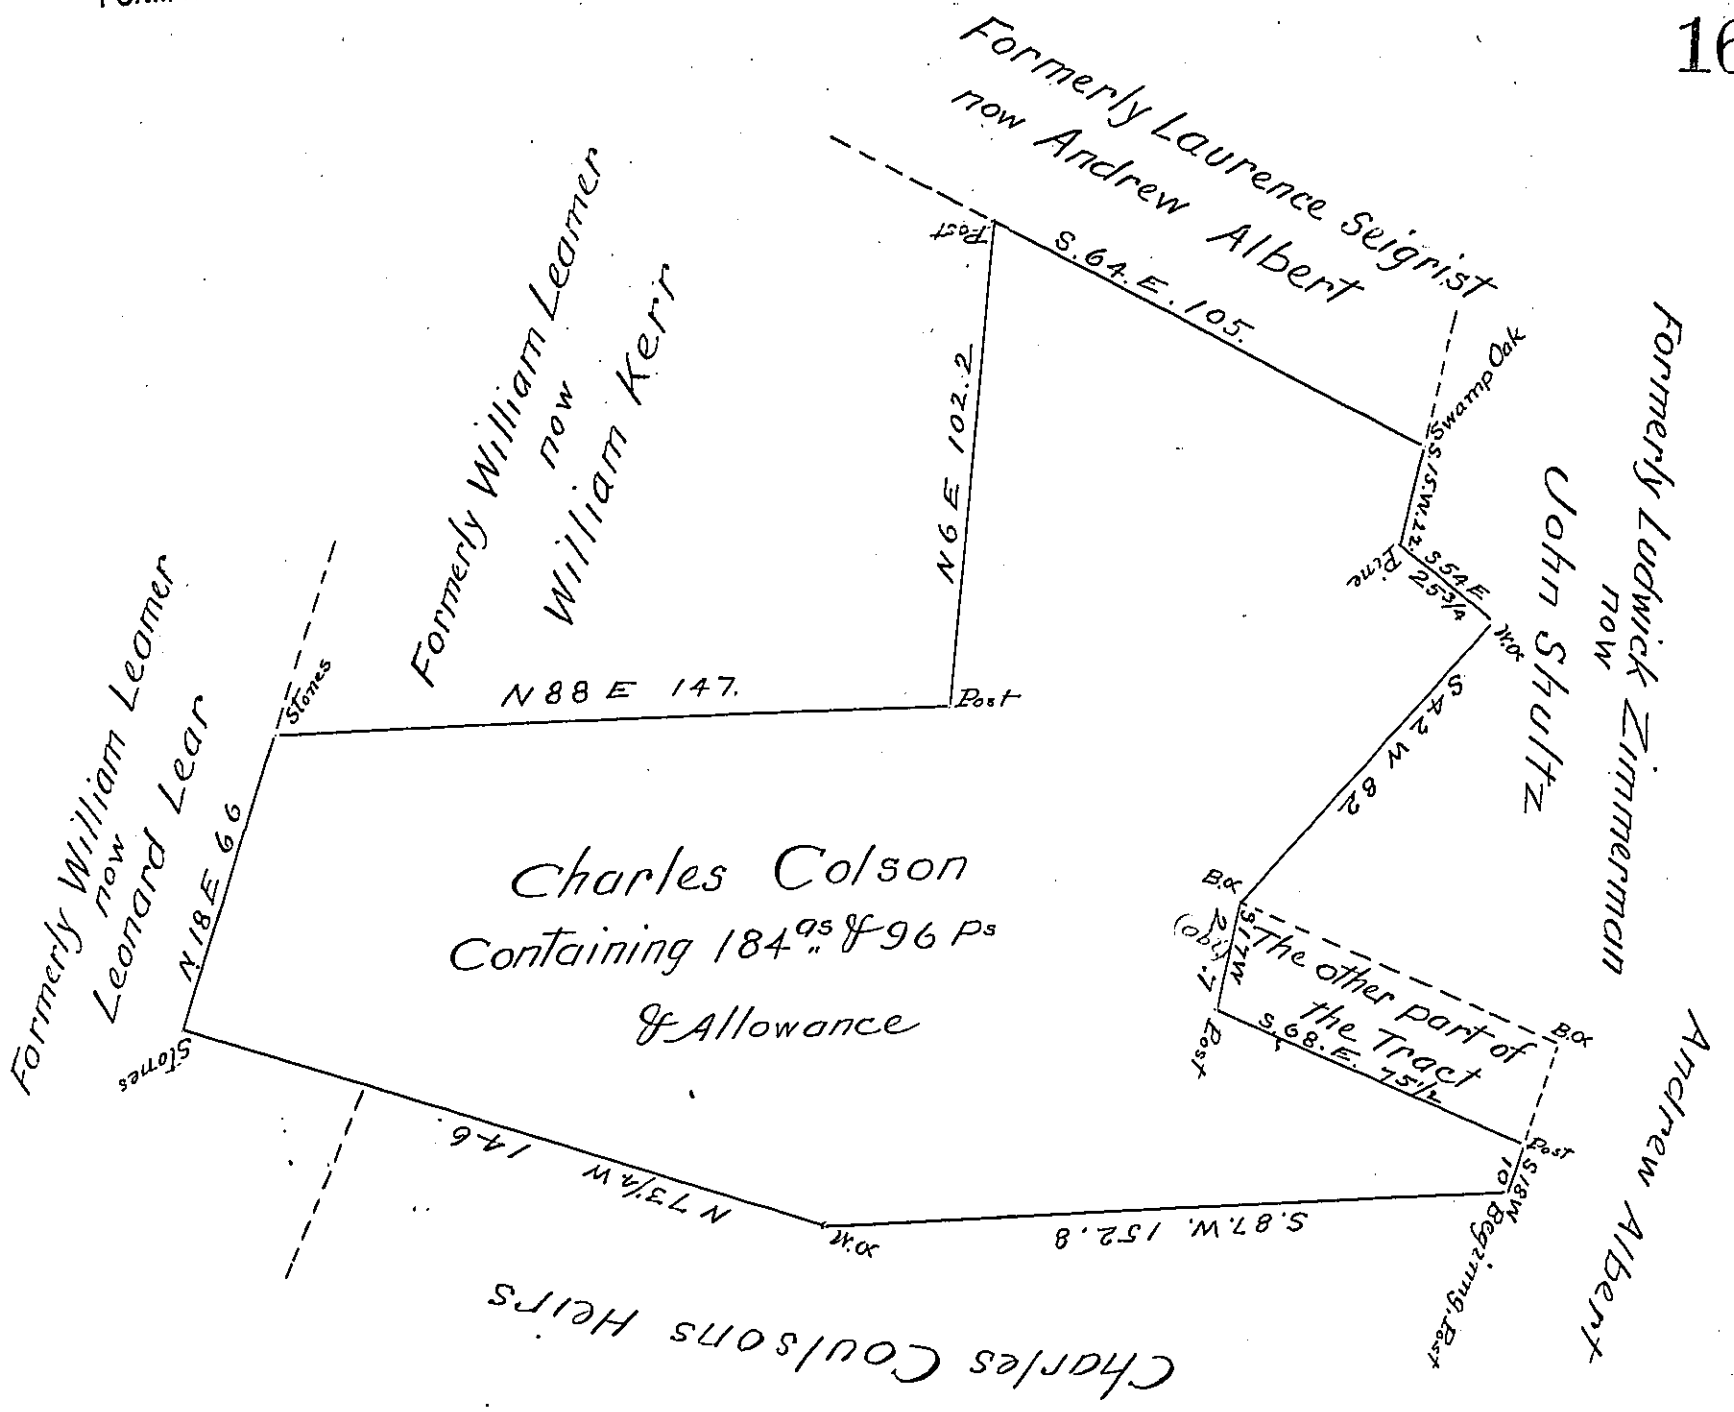 16
Formerly Laurence Seigrist
now Andrew Albert
Post
S. 64. E. 105.
Swamp Oak
S. 15. W. 22.
Pine
S 54 E
25 3/4
W.O.
Formerly Ludwick Zimmerman
now
John Shultz
S 42 W 82
B.O.
S. 17 W
The other part of
the Tract
B.O.
Post
S. 68. E. 75 1/2
Post
S 18 W
10
Begining. Post
Andrew Albert
S. 87. W. 152.8
W.O.
N 73 1/4 W 146.
Charles Coulsons Heirs
Stones
N 18 E 66
Formerly William Leamer
now
Leonard Lear
Stones
N 88 E 147.
Post
N 6 E 102.2
Formerly William Leamer
now
William Kerr
Charles Colson
Containing 184 as & 96 Ps
& Allowance